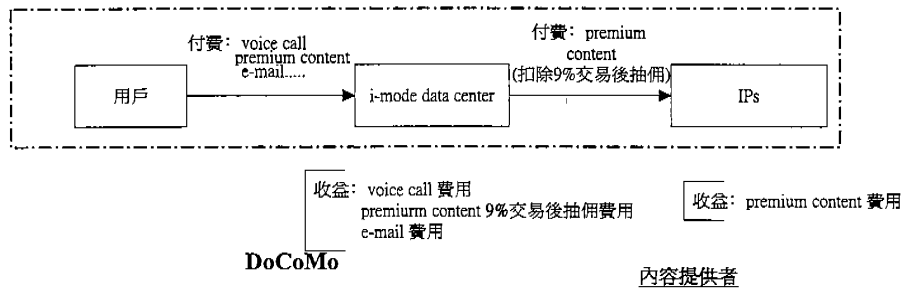 付費：voice call
premium content
e-mail.....
付費：premium
content
(扣除9%交易後抽佣)
用戶
i-mode data center
IPs
收益：voice call 費用
premiurm content 9%交易後抽佣費用
e-mail 費用
收益：premium content 費用
DoCoMo
內容提供者